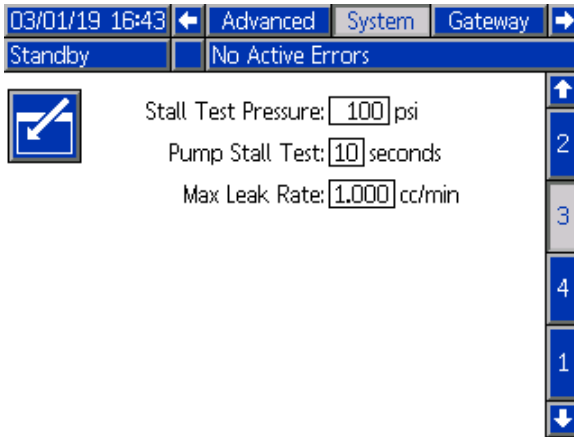 03/01/19 16:43 Advanced System Gateway
Standby No Active Errors
Stall Test Pressure: 100 psi
Pump Stall Test: 10 seconds
Max Leak Rate: 1.000 cc/min
2
3
4
1